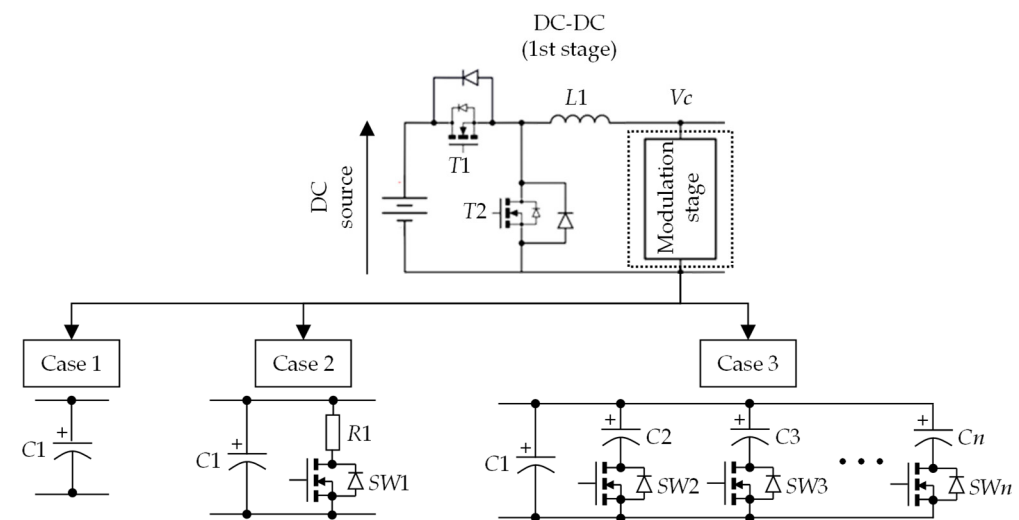 DC-DC
(1st stage)
L1
Vc
T1
DC
source
T2
Modulation
stage
Case 1
Case 2
Case 3
C1
+
C1
+
R1
SW1
C1
+
+
C2
SW2
+
C3
SW3
+
Cn
SWn